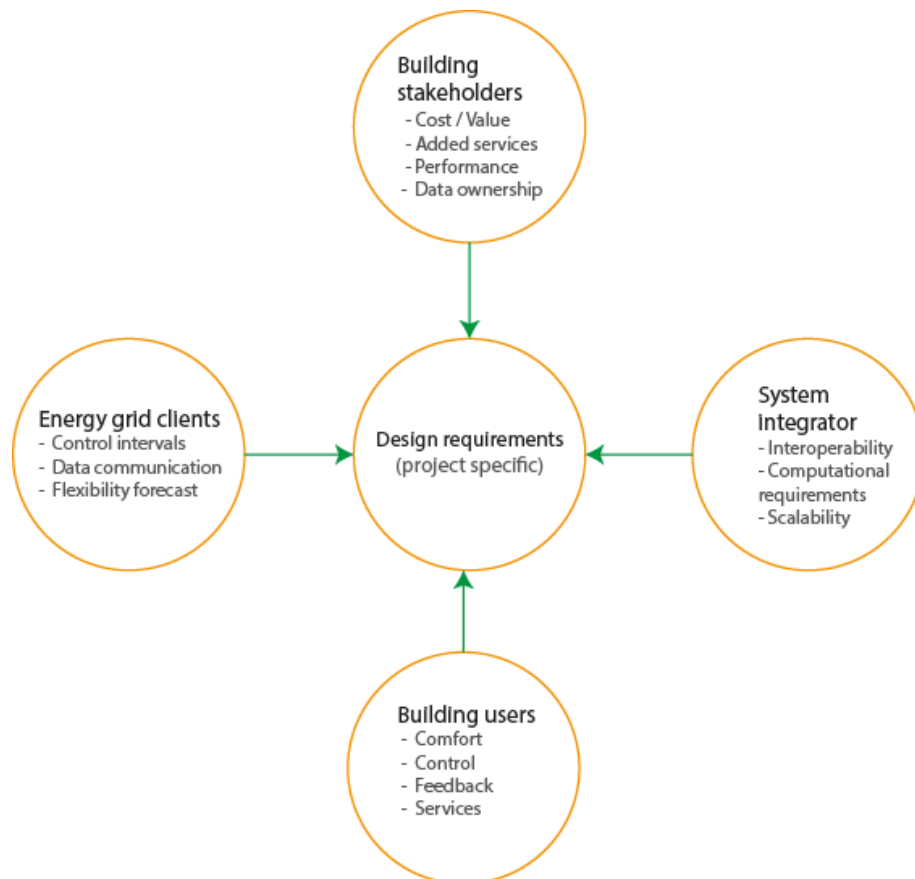 Building
stakeholders
- Cost / Value
- Added services
- Performance
- Data ownership
Energy grid clients
- Control intervals
- Data communication
- Flexibility forecast
Design requirements
(project specific)
System
integrator
- Interoperability
- Computational
requirements
- Scalability
Building users
- Comfort
- Control
- Feedback
- Services